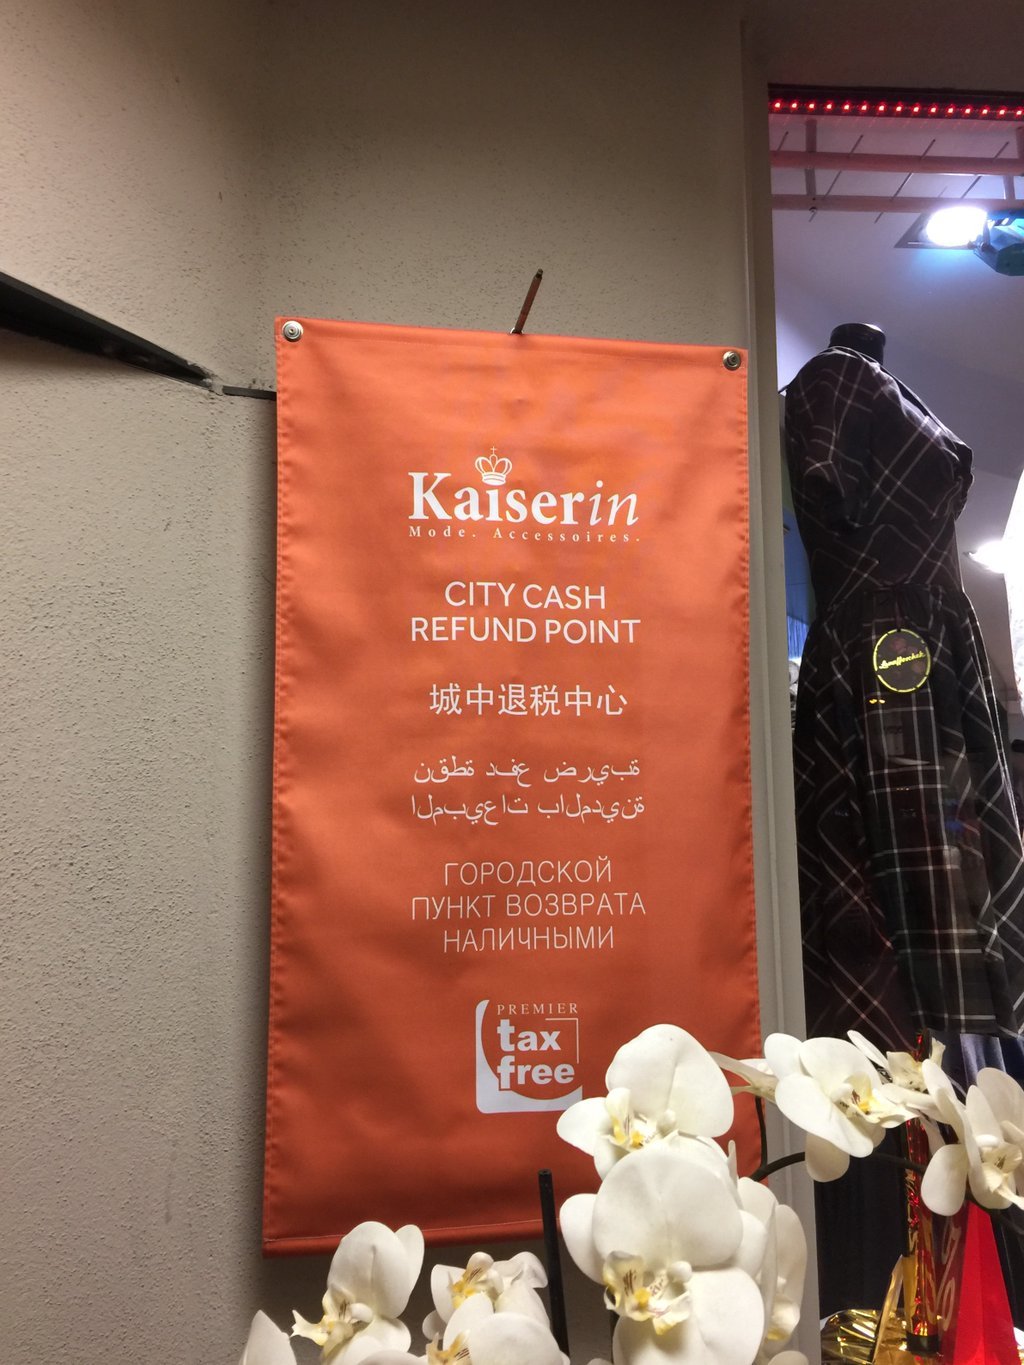 Kaiserin
Mode. Accessoires.
CITY CASH
REFUND POINT
城中退税中心
نقطة دفع ضريبة
المبيعات بالمدينة
ГОРОДСКОЙ
ПУНКТ ВОЗВРАТА
НАЛИЧНЫМИ
PREMIER
tax
free